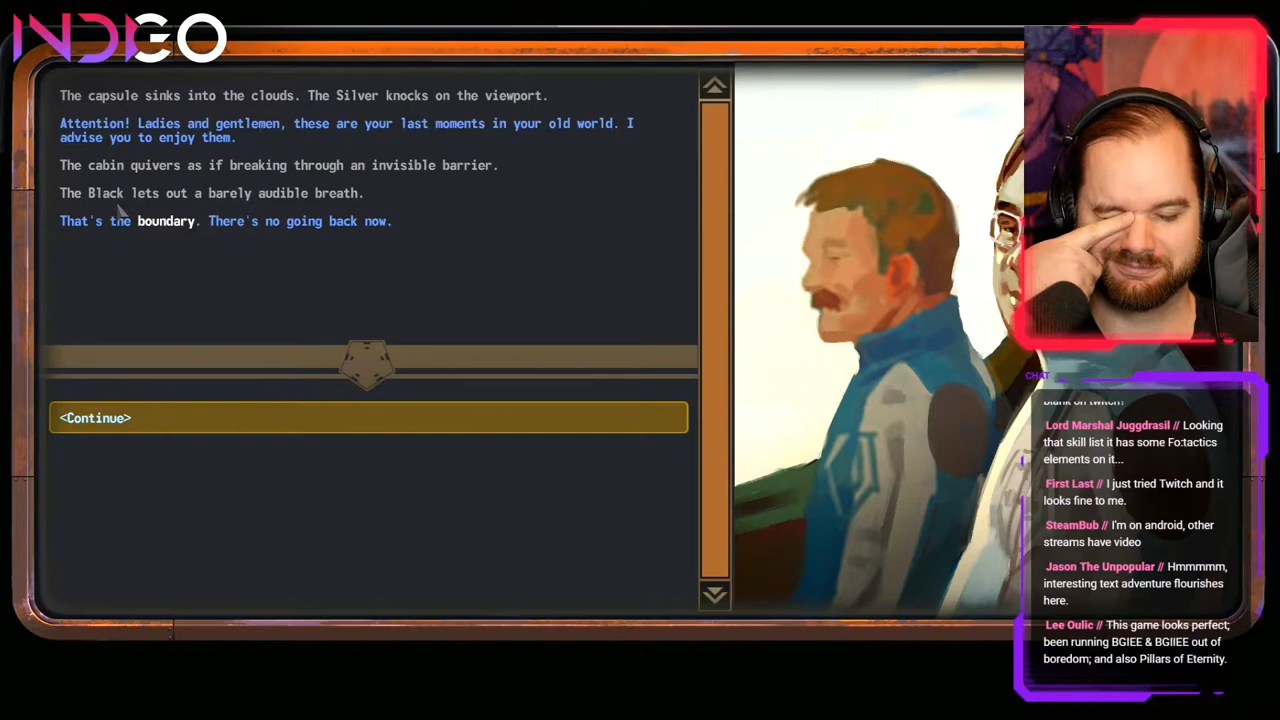 INDIGO
The capsule sinks into the clouds. The Silver knocks on the viewport.
Attention! Ladies and gentlemen, these are your last moments in your old world. I
advise you to enjoy them.
The cabin quivers as if breaking through an invisible barrier.
The Black lets out a barely audible breath.
That's the boundary. There's no going back now.
<Continue>
CHAT
blank on twitch?
Lord Marshal Juggdrasil // Looking
that skill list it has some Fo:tactics
elements on it...
First Last // I just tried Twitch and it
looks fine to me.
SteamBub // I'm on android, other
streams have video
Jason The Unpopular // Hmmmmm,
interesting text adventure flourishes
here.
Lee Oulic // This game looks perfect;
been running BGIEE & BGIIEE out of
boredom; and also Pillars of Eternity.